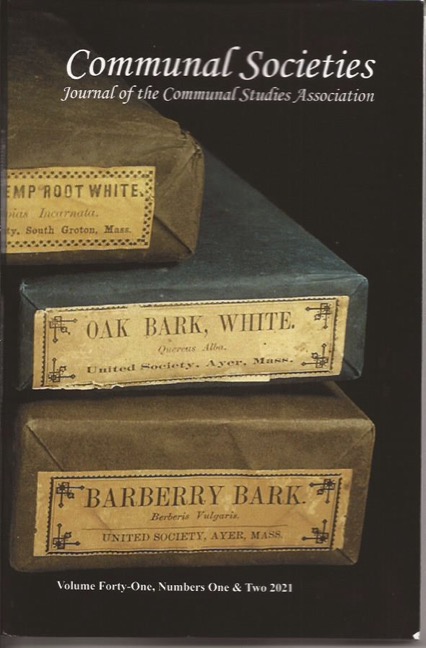 Communal Societies
Journal of the Communal Studies Association
EMP ROOT WHITE.
pias Incarnata.
ty, South Groton, Mass.
OAK BARK, WHITE.
Quercus Alba.
United Society, Ayer, Mass.
BARBERRY BARK.
Berberis Vulgaris.
UNITED SOCIETY, AYER, MASS.
Volume Forty-One, Numbers One & Two 2021